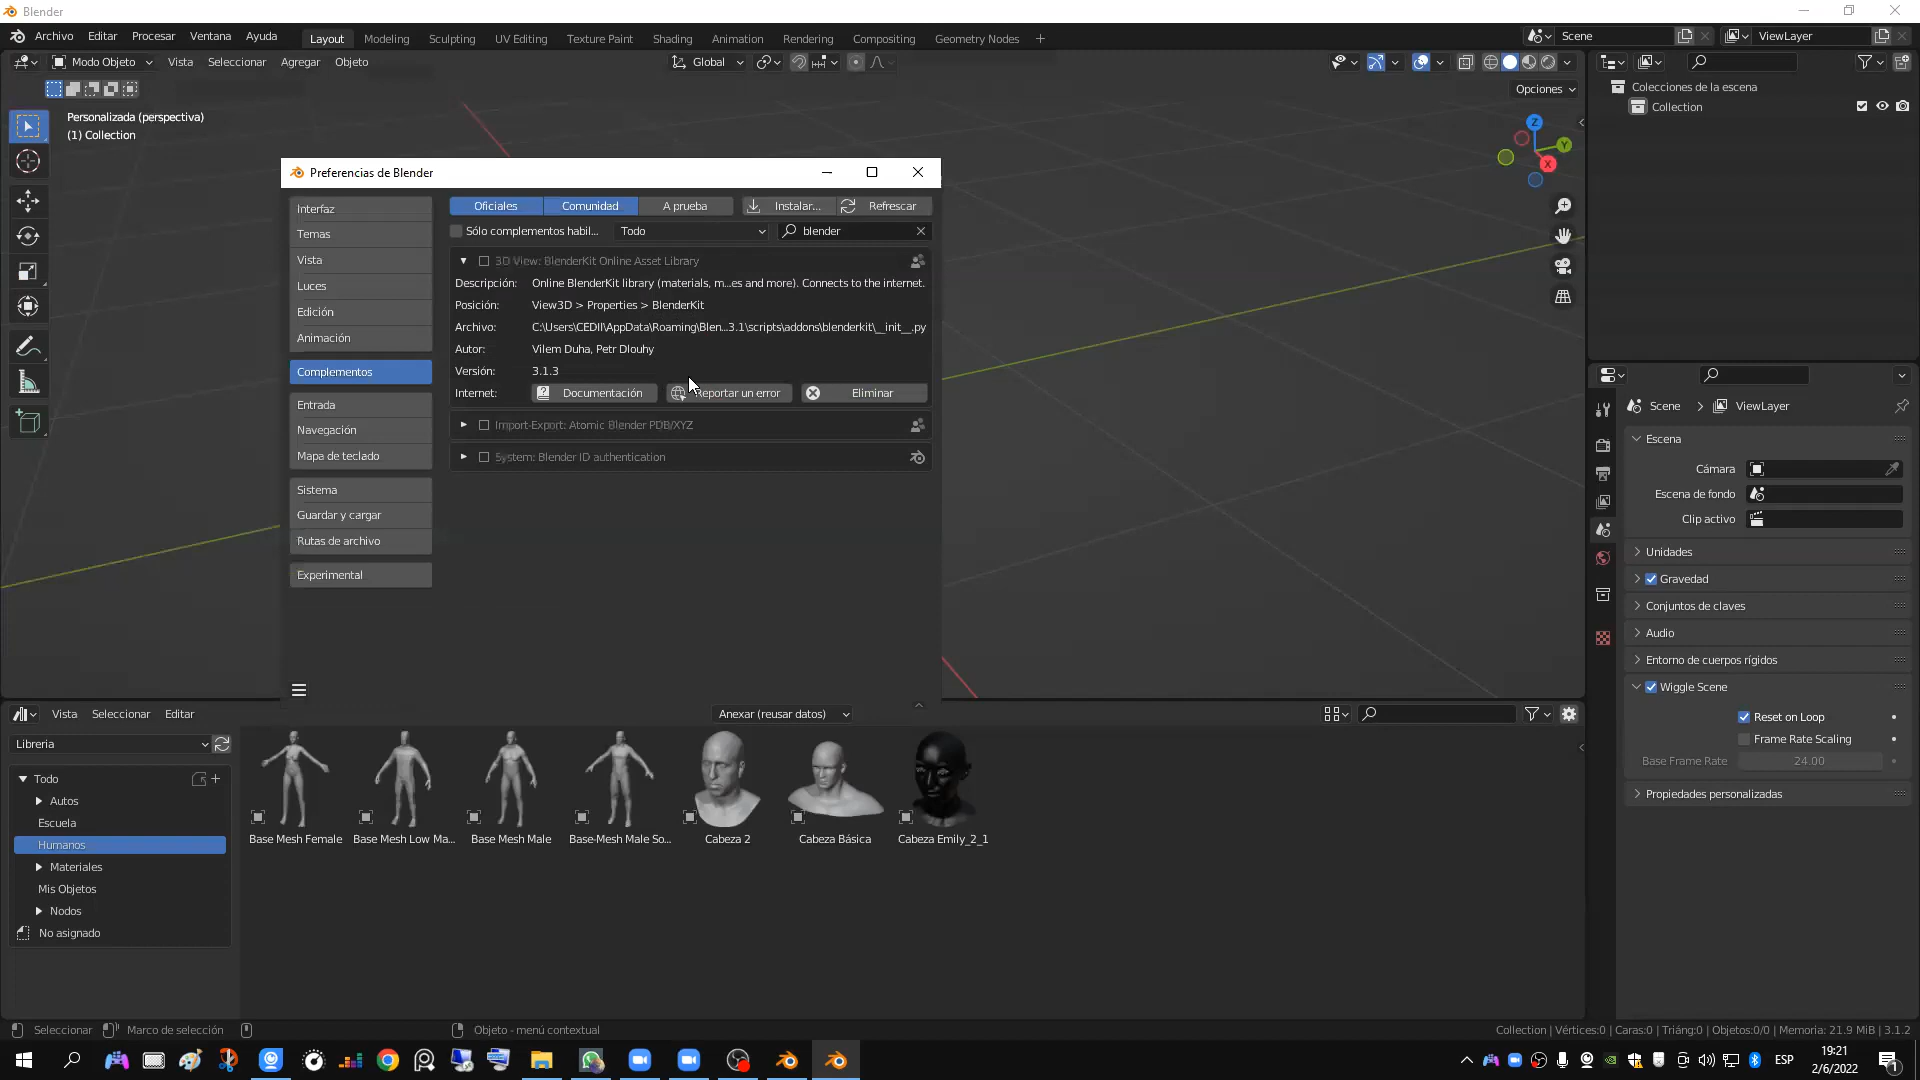 Blender
Archivo Editar Procesar Ventana Ayuda Layout Modeling Sculpting UV Editing Texture Paint Shading Animation Rendering Compositing Geometry Nodes + Scene ViewLayer
Modo Objeto Vista Seleccionar Agregar Objeto Global
Opciones
Personalizada (perspectiva)
(1) Collection
Z
Y
X
Colecciones de la escena
Collection
Preferencias de Blender
Interfaz
Temas
Vista
Luces
Edición
Animación
Complementos
Entrada
Navegación
Mapa de teclado
Sistema
Guardar y cargar
Rutas de archivo
Experimental
Oficiales Comunidad A prueba Instalar... Refrescar
Sólo complementos habil... Todo blender
3D View: BlenderKit Online Asset Library
Descripción: Online BlenderKit library (materials, m...es and more). Connects to the internet.
Posición: View3D > Properties > BlenderKit
Archivo: C:\Users\CEDII\AppData\Roaming\Blen...3.1\scripts\addons\blenderkit\__init__.py
Autor: Vilem Duha, Petr Dlouhy
Versión: 3.1.3
Internet: Documentación Reportar un error Eliminar
Import-Export: Atomic Blender PDB/XYZ
System: Blender ID authentication
Scene > ViewLayer
Escena
Cámara
Escena de fondo
Clip activo
Unidades
Gravedad
Conjuntos de claves
Audio
Entorno de cuerpos rígidos
Wiggle Scene
Reset on Loop
Frame Rate Scaling
Base Frame Rate 24.00
Propiedades personalizadas
Vista Seleccionar Editar Anexar (reusar datos)
Libreria
Todo
Autos
Escuela
Humanos
Materiales
Mis Objetos
Nodos
No asignado
Base Mesh Female Base Mesh Low Ma... Base Mesh Male Base-Mesh Male So... Cabeza 2 Cabeza Básica Cabeza Emily_2_1
Seleccionar Marco de selección Objeto - menú contextual Collection | Vértices:0 | Caras:0 | Triáng:0 | Objetos:0/0 | Memoria: 21.9 MiB | 3.1.2
ESP
19:21
2/6/2022
1